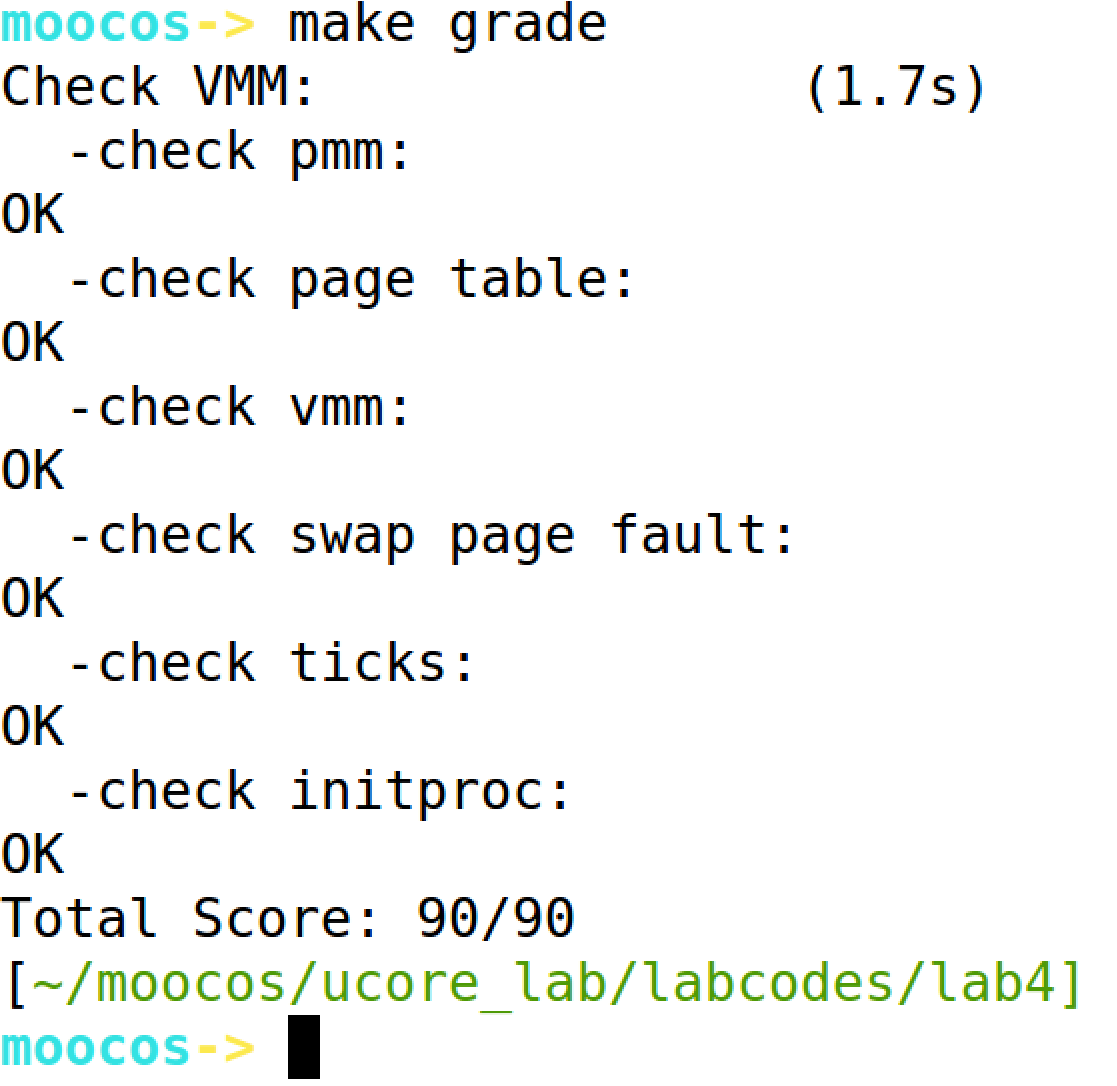 moocos-> make grade
Check VMM:                               (1.7s)
  -check pmm:
OK
  -check page table:
OK
  -check vmm:
OK
  -check swap page fault:
OK
  -check ticks:
OK
  -check initproc:
OK
Total Score: 90/90
[~/moocos/ucore_lab/labcodes/lab4]
moocos->